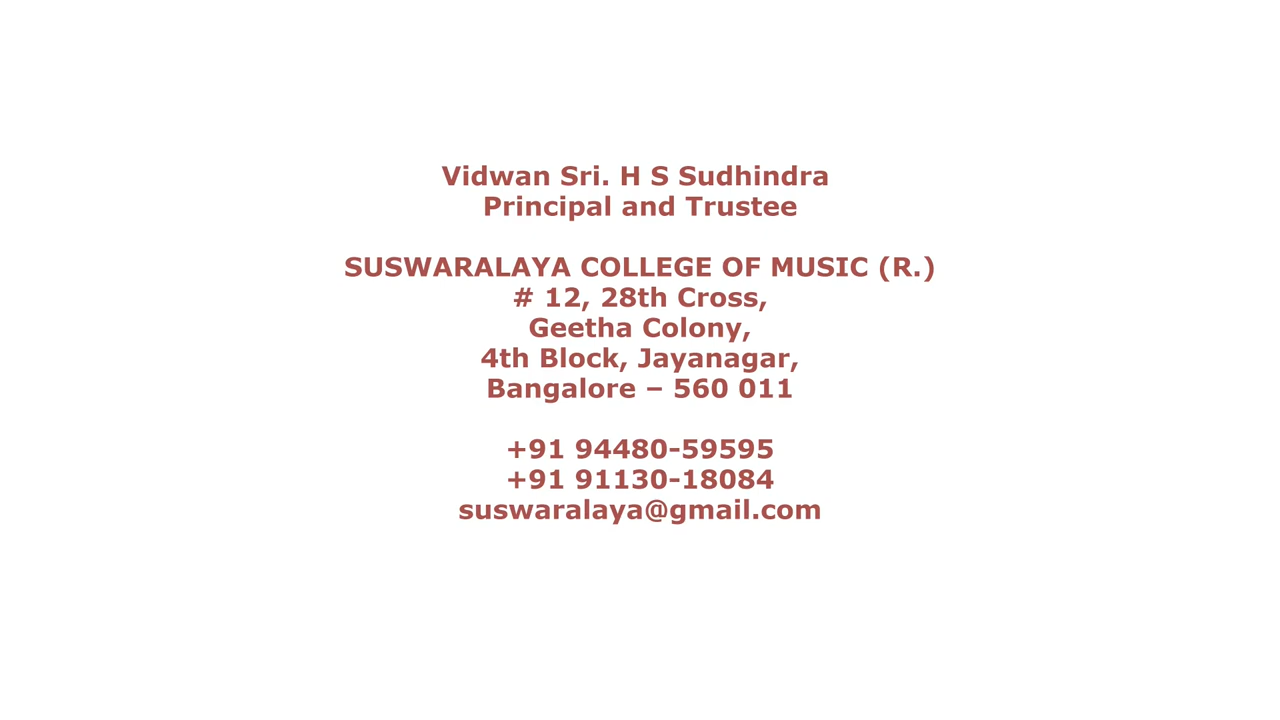 Vidwan Sri. H S Sudhindra
Principal and Trustee
SUSWARALAYA COLLEGE OF MUSIC (R.)
# 12, 28th Cross,
Geetha Colony,
4th Block, Jayanagar,
Bangalore – 560 011
+91 94480-59595
+91 91130-18084
suswaralaya@gmail.com